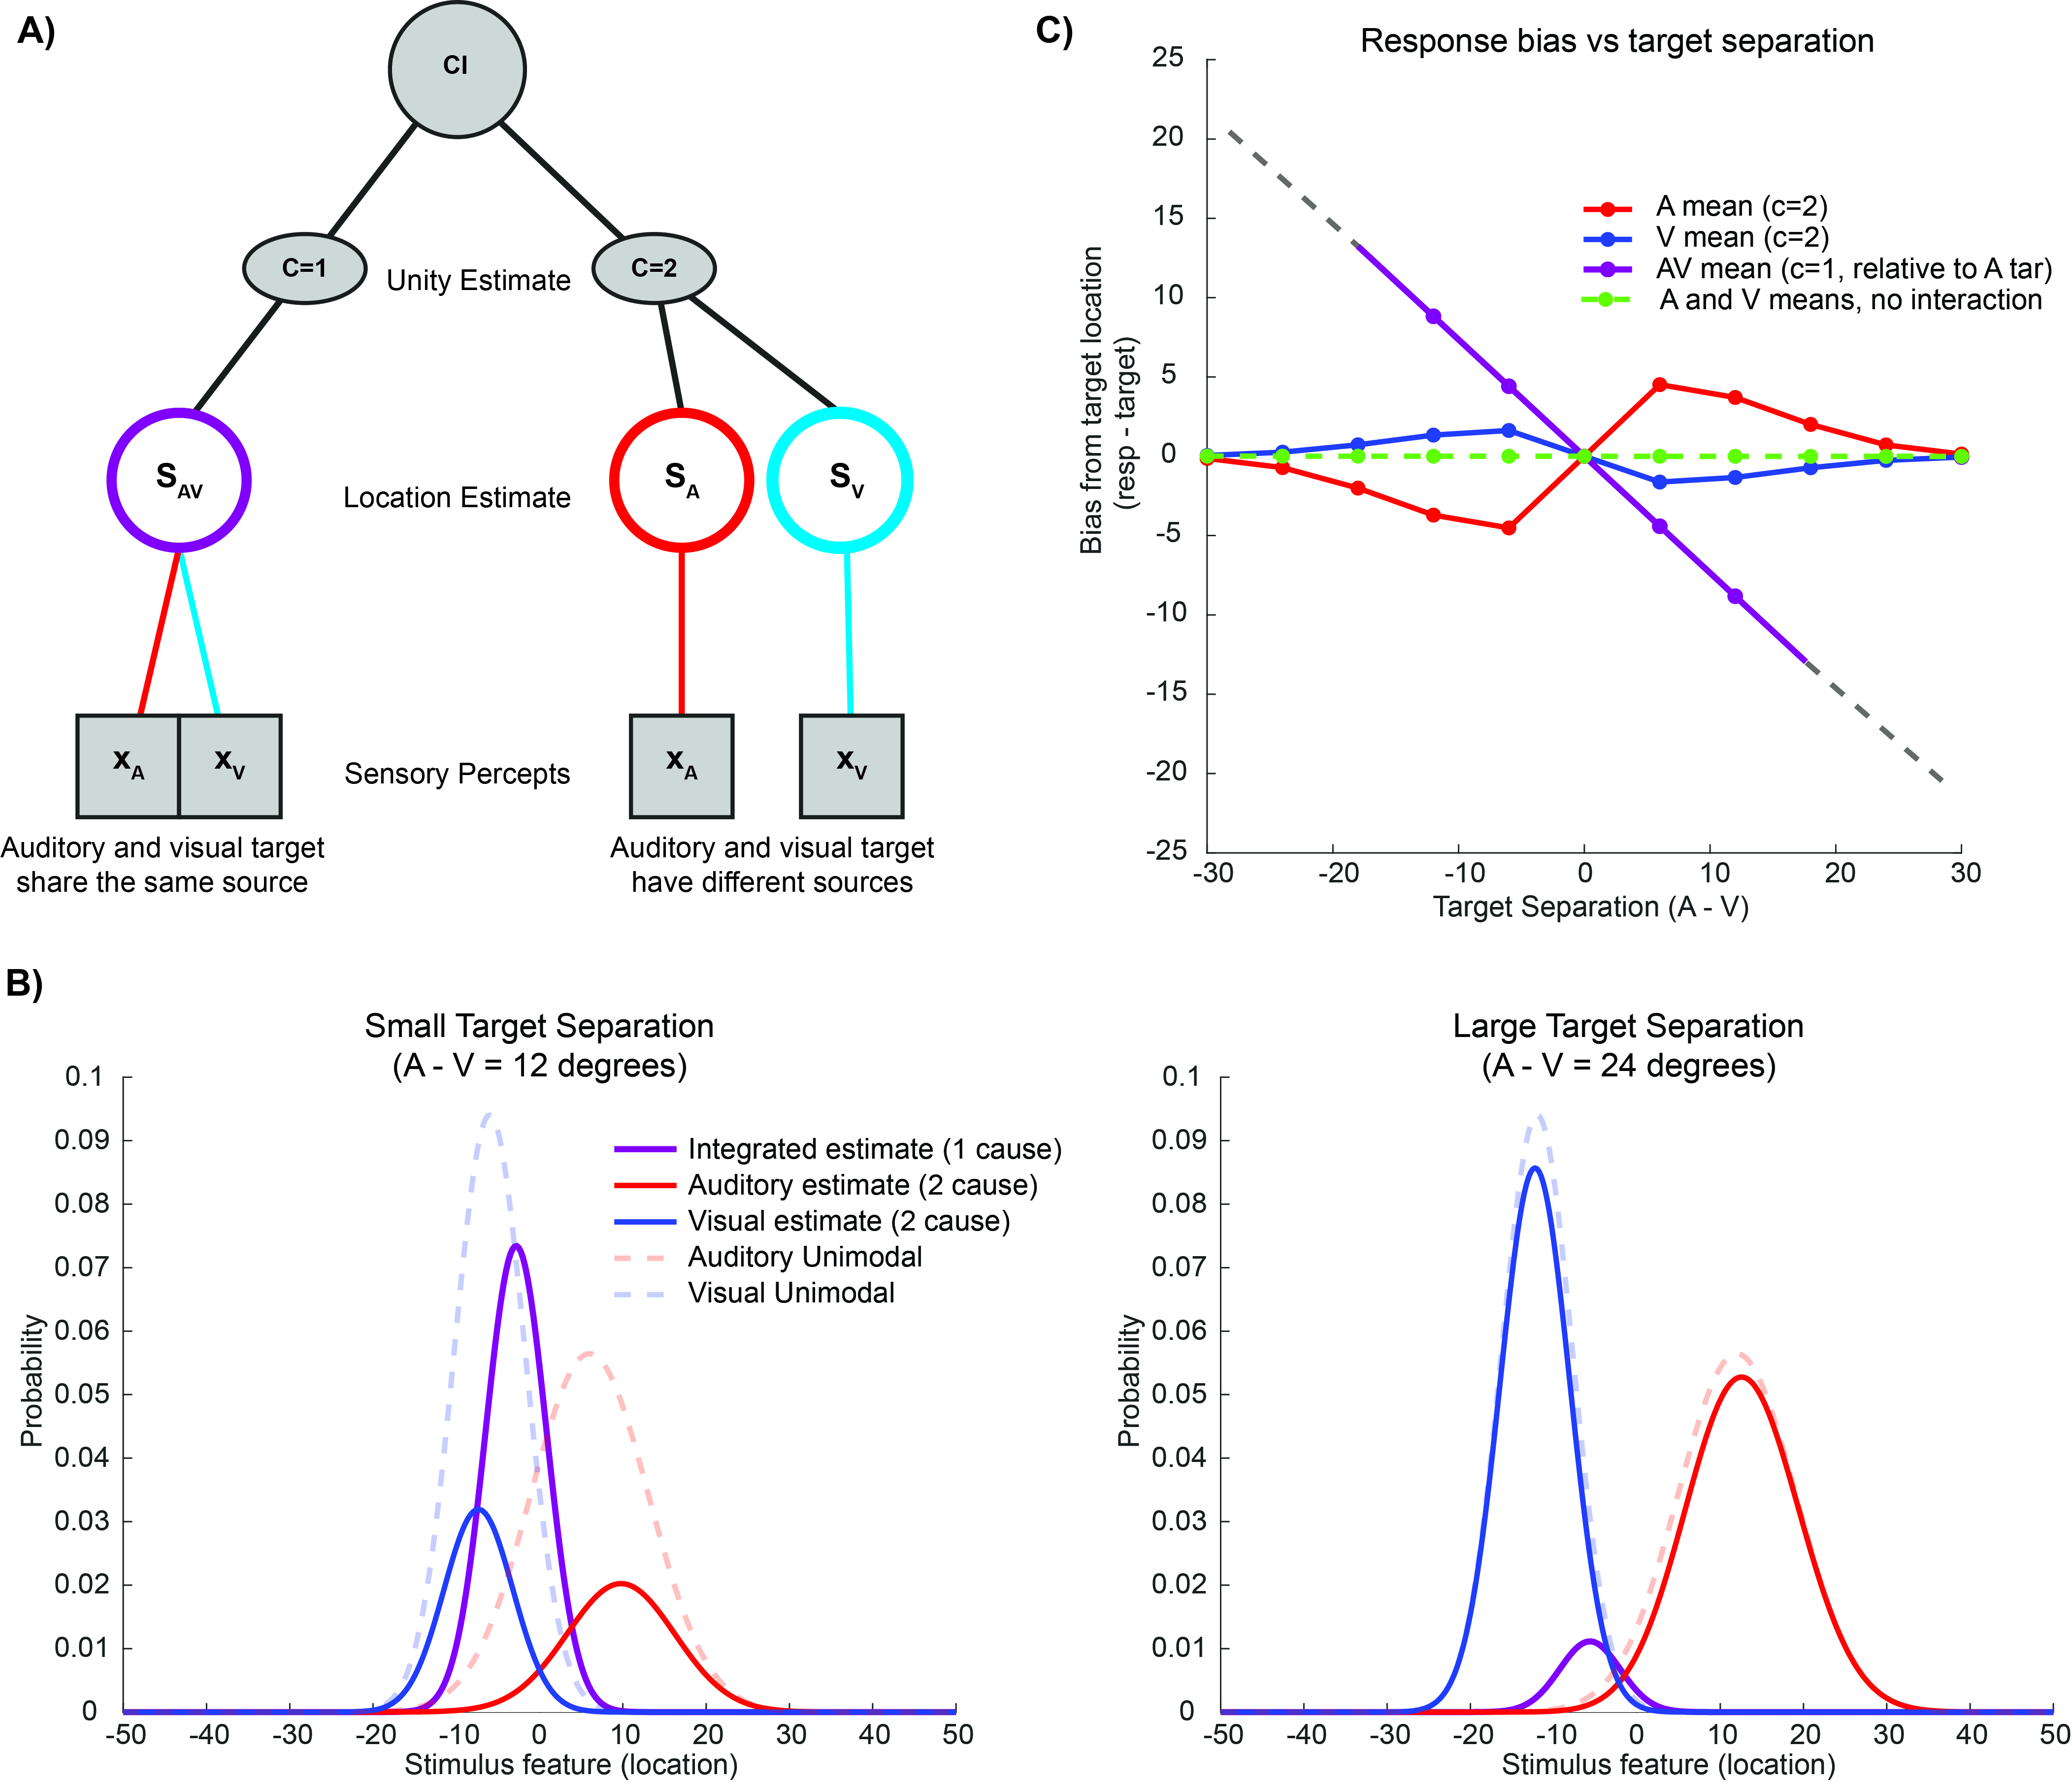 A)
CI
C=1
Unity Estimate
C=2
S_AV
Location Estimate
S_A
S_V
x_A
x_V
Sensory Percepts
x_A
x_V
Auditory and visual target
share the same source
Auditory and visual target
have different sources
C)
Response bias vs target separation
Bias from target location
(resp - target)
25
20
15
10
5
0
-5
-10
-15
-20
-25
A mean (c=2)
V mean (c=2)
AV mean (c=1, relative to A tar)
A and V means, no interaction
-30 -20 -10 0 10 20 30
Target Separation (A - V)
B)
Small Target Separation
(A - V = 12 degrees)
Probability
0.1
0.09
0.08
0.07
0.06
0.05
0.04
0.03
0.02
0.01
0
Integrated estimate (1 cause)
Auditory estimate (2 cause)
Visual estimate (2 cause)
Auditory Unimodal
Visual Unimodal
-50 -40 -30 -20 -10 0 10 20 30 40 50
Stimulus feature (location)
Large Target Separation
(A - V = 24 degrees)
Probability
0.1
0.09
0.08
0.07
0.06
0.05
0.04
0.03
0.02
0.01
0
-50 -40 -30 -20 -10 0 10 20 30 40 50
Stimulus feature (location)